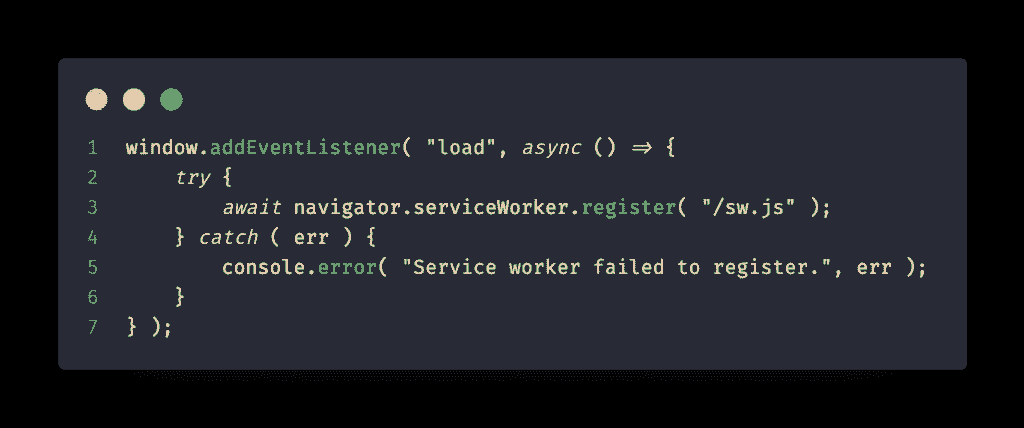 1 window.addEventListener( "load", async () => {
2 try {
3 await navigator.serviceWorker.register( "/sw.js" );
4 } catch ( err ) {
5 console.error( "Service worker failed to register.", err );
6 }
7 } );